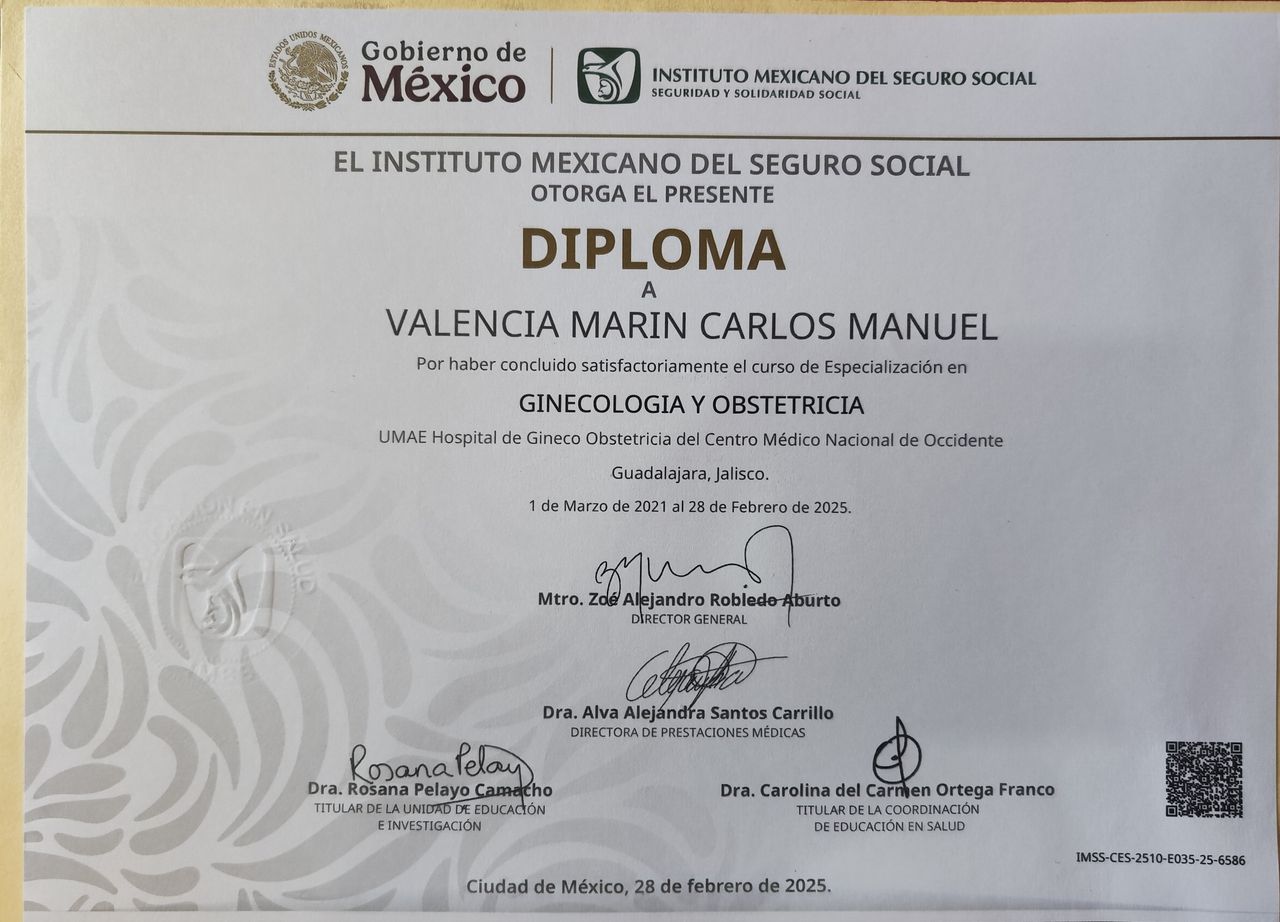 ESTADOS UNIDOS MEXICANOS
Gobierno de
México
INSTITUTO MEXICANO DEL SEGURO SOCIAL
SEGURIDAD Y SOLIDARIDAD SOCIAL
EL INSTITUTO MEXICANO DEL SEGURO SOCIAL
OTORGA EL PRESENTE
DIPLOMA
A
VALENCIA MARIN CARLOS MANUEL
Por haber concluido satisfactoriamente el curso de Especialización en
GINECOLOGIA Y OBSTETRICIA
UMAE Hospital de Gineco Obstetricia del Centro Médico Nacional de Occidente
Guadalajara, Jalisco.
1 de Marzo de 2021 al 28 de Febrero de 2025.
Mtro. Zoé Alejandro Robledo Aburto
DIRECTOR GENERAL
Dra. Alva Alejandra Santos Carrillo
DIRECTORA DE PRESTACIONES MÉDICAS
Rosana Pelayo
Dra. Rosana Pelayo Camacho
TITULAR DE LA UNIDAD DE EDUCACIÓN
E INVESTIGACIÓN
Dra. Carolina del Carmen Ortega Franco
TITULAR DE LA COORDINACIÓN
DE EDUCACIÓN EN SALUD
IMSS-CES-2510-E035-25-6586
Ciudad de México, 28 de febrero de 2025.